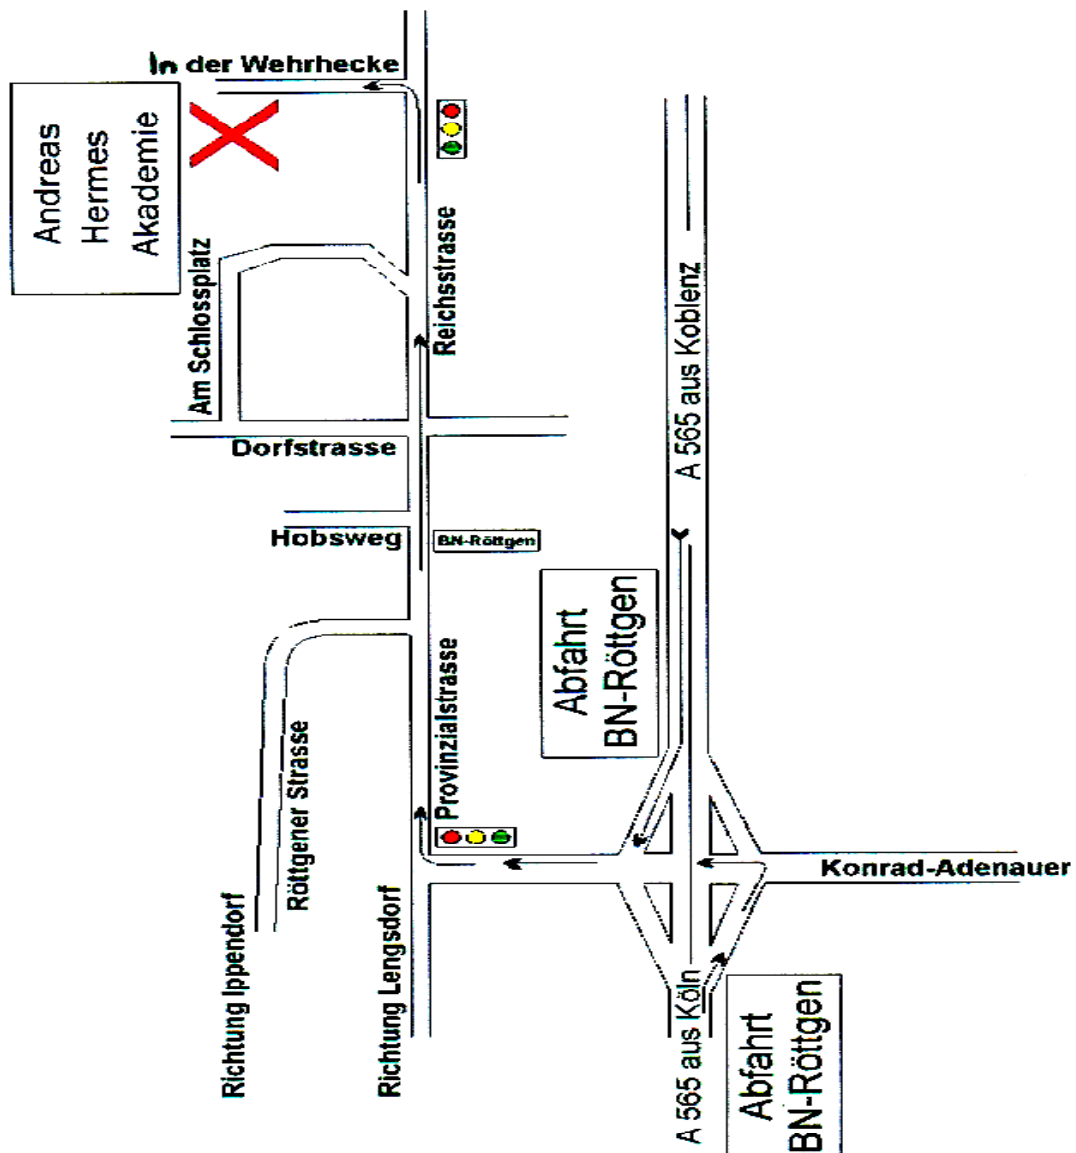 In der Wehrhecke
Andreas
Hermes
Akademie
Am Schlossplatz
Reichsstrasse
A 565 aus Koblenz
Dorfstrasse
Hobsweg
BN-Röttgen
Abfahrt
BN-Röttgen
Provinzialstrasse
Röttgener Strasse
Konrad-Adenauer
Richtung Ippendorf
Richtung Lengsdorf
A 565 aus Köln
Abfahrt
BN-Röttgen